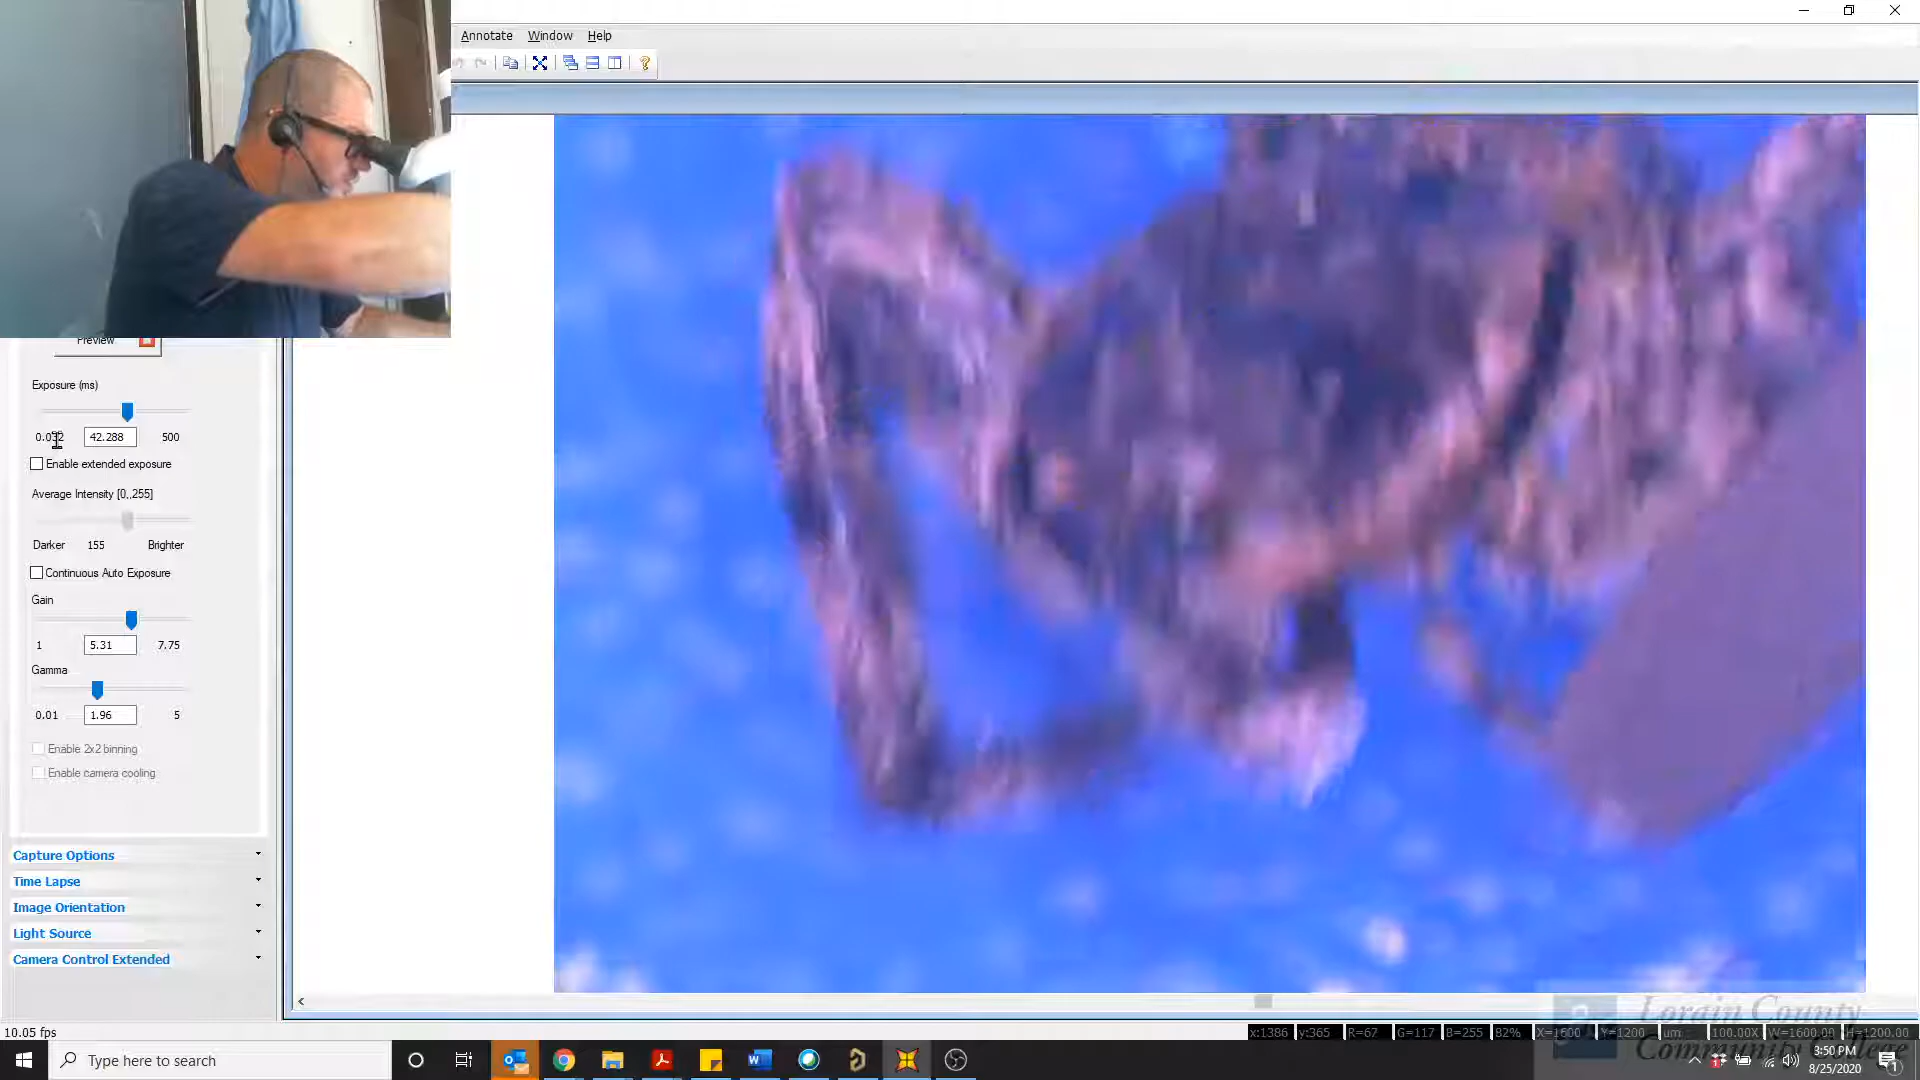 Annotate Window Help
Preview
Exposure (ms)
42.288 500
Enable extended exposure
Average Intensity [0,,255]
Darker 155 Brighter
Continuous Auto Exposure
Gain
1 5.31 7.75
Gamma
0.01 1.96 5
Enable 2x2 binning
Enable camera cooling
Capture Options
Time Lapse
Image Orientation
Light Source
Camera Control Extended
10.05 fps x:1386 y:365 R=67 G=117 B=255 82% X=1600 Y=1200 um 100.00X W=1600.00 H=1200.00
Lorain County
Community College
Type here to search
3:50 PM
8/25/2020